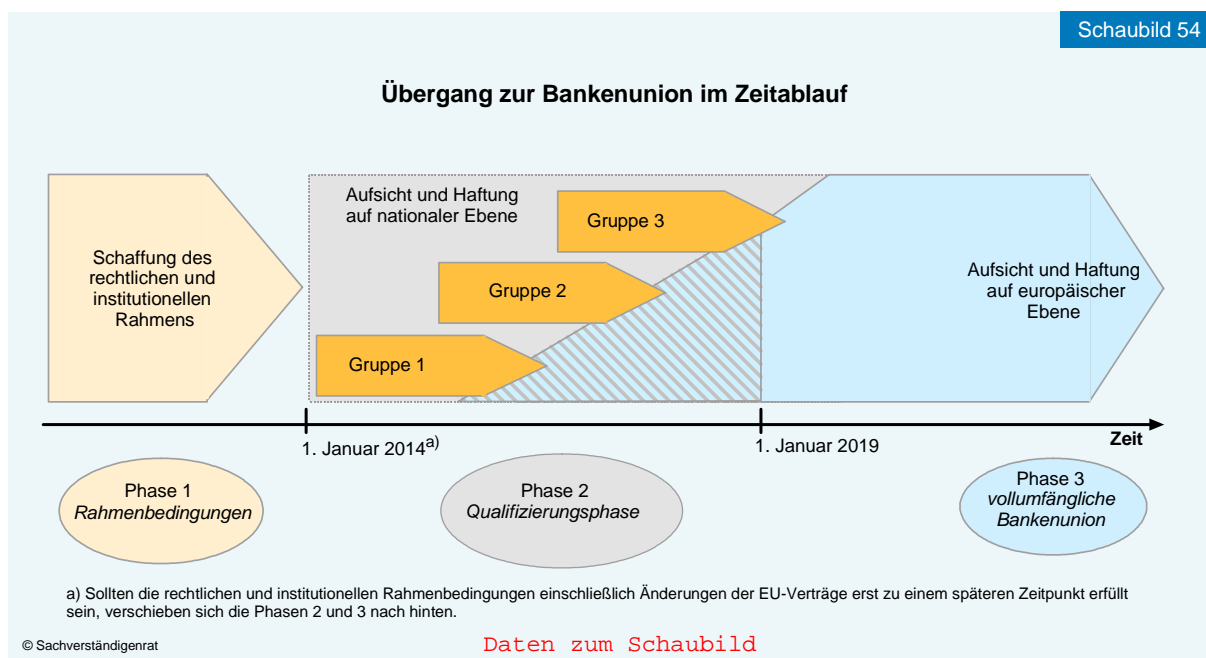 Schaubild 54
Übergang zur Bankenunion im Zeitablauf
Schaffung des
rechtlichen und
institutionellen
Rahmens
Aufsicht und Haftung
auf nationaler Ebene
Gruppe 3
Gruppe 2
Gruppe 1
Aufsicht und Haftung
auf europäischer
Ebene
1. Januar 2014a)
1. Januar 2019
Zeit
Phase 1
Rahmenbedingungen
Phase 2
Qualifizierungsphase
Phase 3
vollumfängliche
Bankenunion
a) Sollten die rechtlichen und institutionellen Rahmenbedingungen einschließlich Änderungen der EU-Verträge erst zu einem späteren Zeitpunkt erfüllt
sein, verschieben sich die Phasen 2 und 3 nach hinten.
© Sachverständigenrat
Daten zum Schaubild